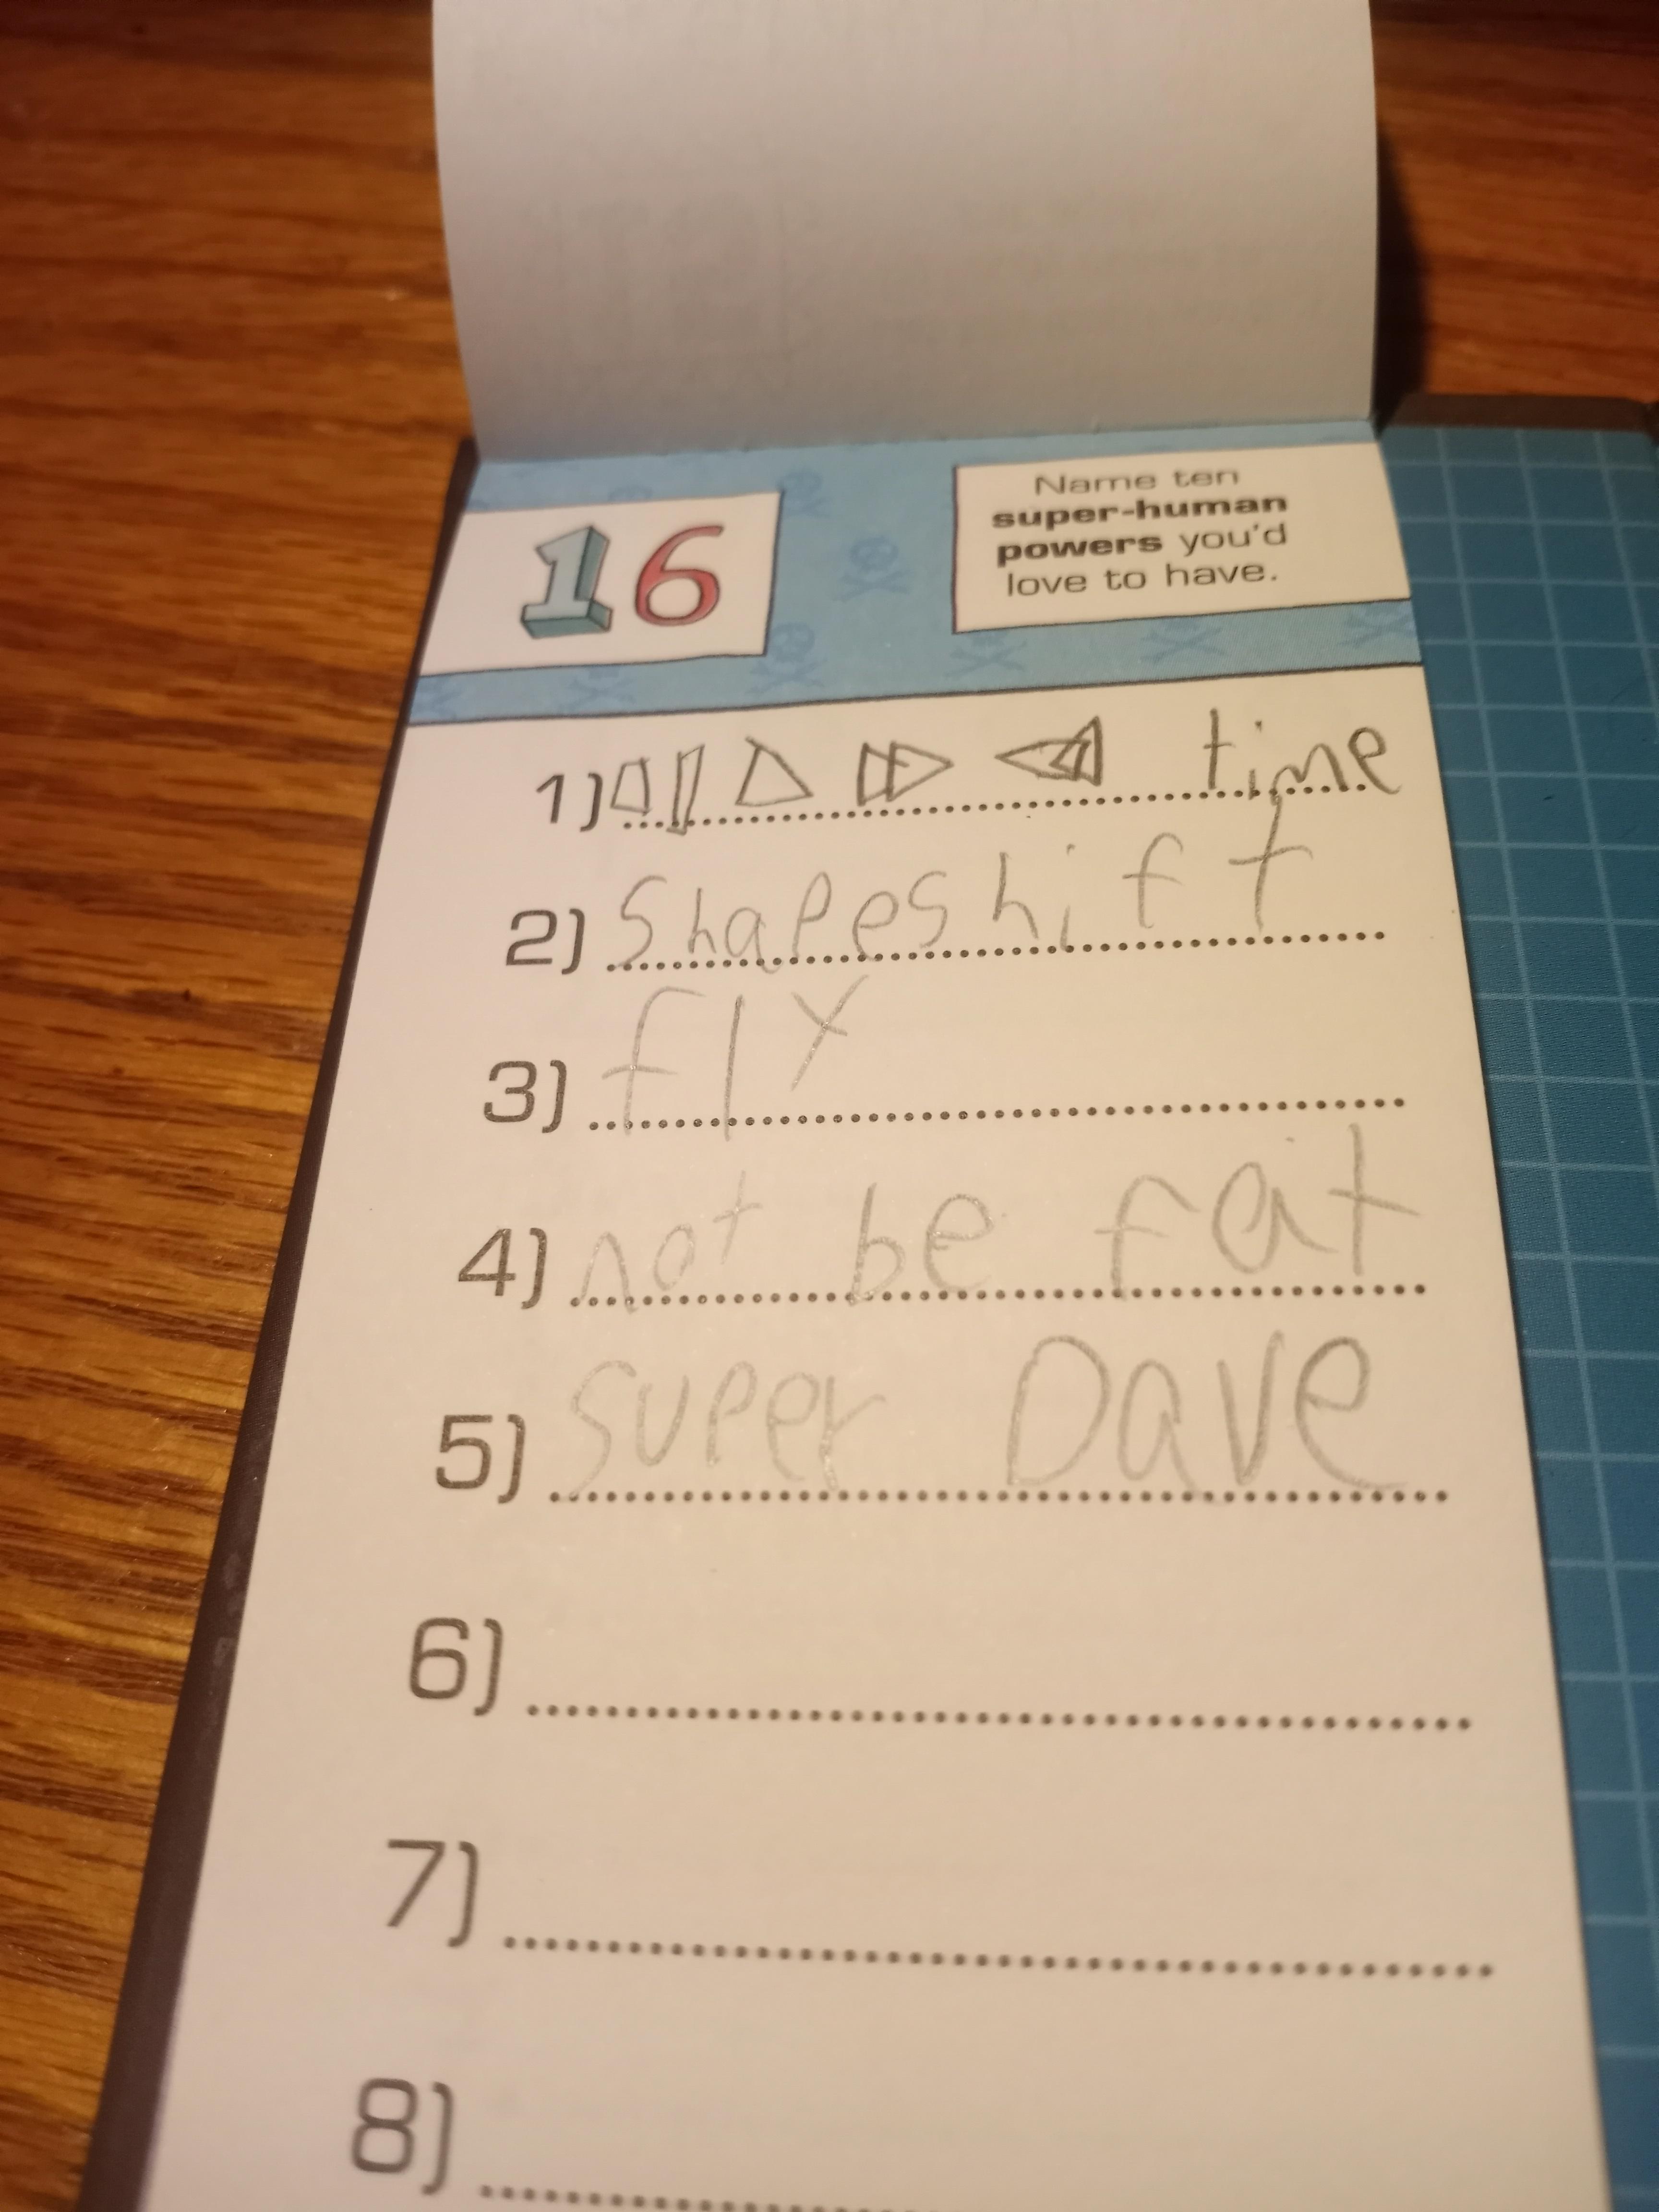 16
Name ten
super-human
powers you'd
love to have.
1) time
2) Shapeshift
3) fly
4) not be fat
5) super Dave
6)
7)
8)